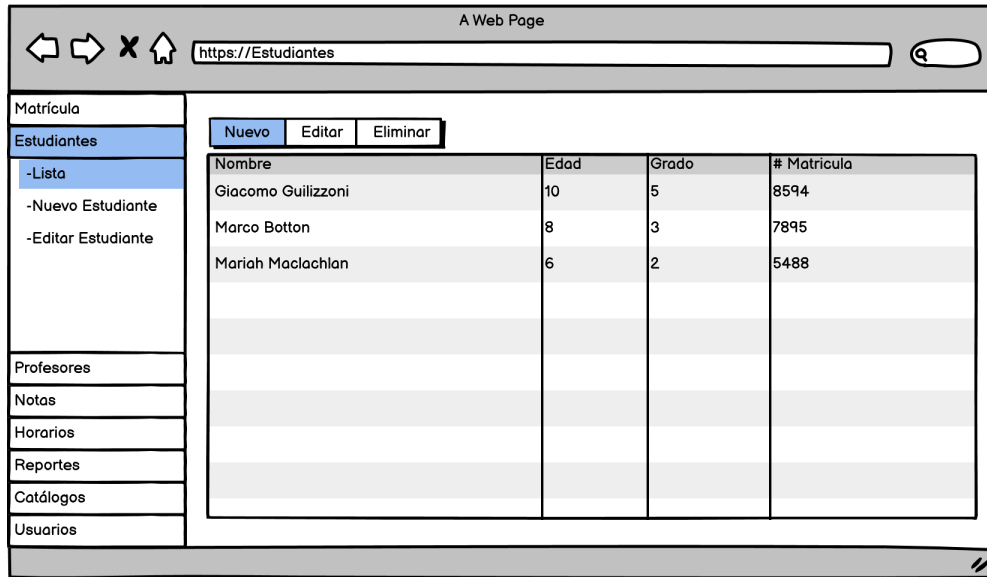 A Web Page
https://Estudiantes
Matrícula
Estudiantes
-Lista
-Nuevo Estudiante
-Editar Estudiante
Profesores
Notas
Horarios
Reportes
Catálogos
Usuarios
Nuevo Editar Eliminar
Nombre Edad Grado # Matricula
Giacomo Guilizzoni 10 5 8594
Marco Botton 8 3 7895
Mariah Maclachlan 6 2 5488